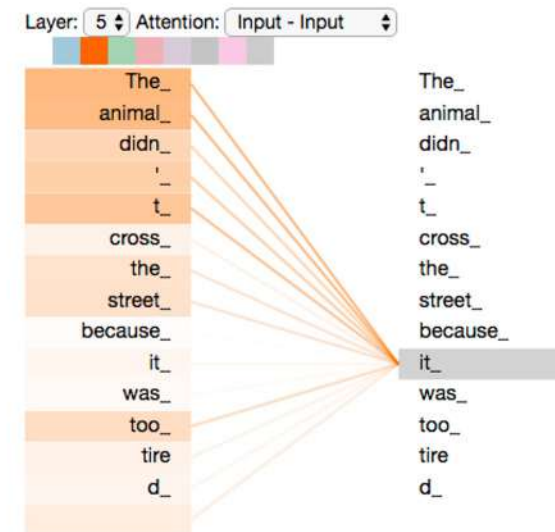 Layer: 5 Attention: Input - Input
The_ The_
animal_ animal_
didn_ didn_
'_ '_
t_ t_
cross_ cross_
the_ the_
street_ street_
because_ because_
it_ it_
was_ was_
too_ too_
tire tire
d_ d_